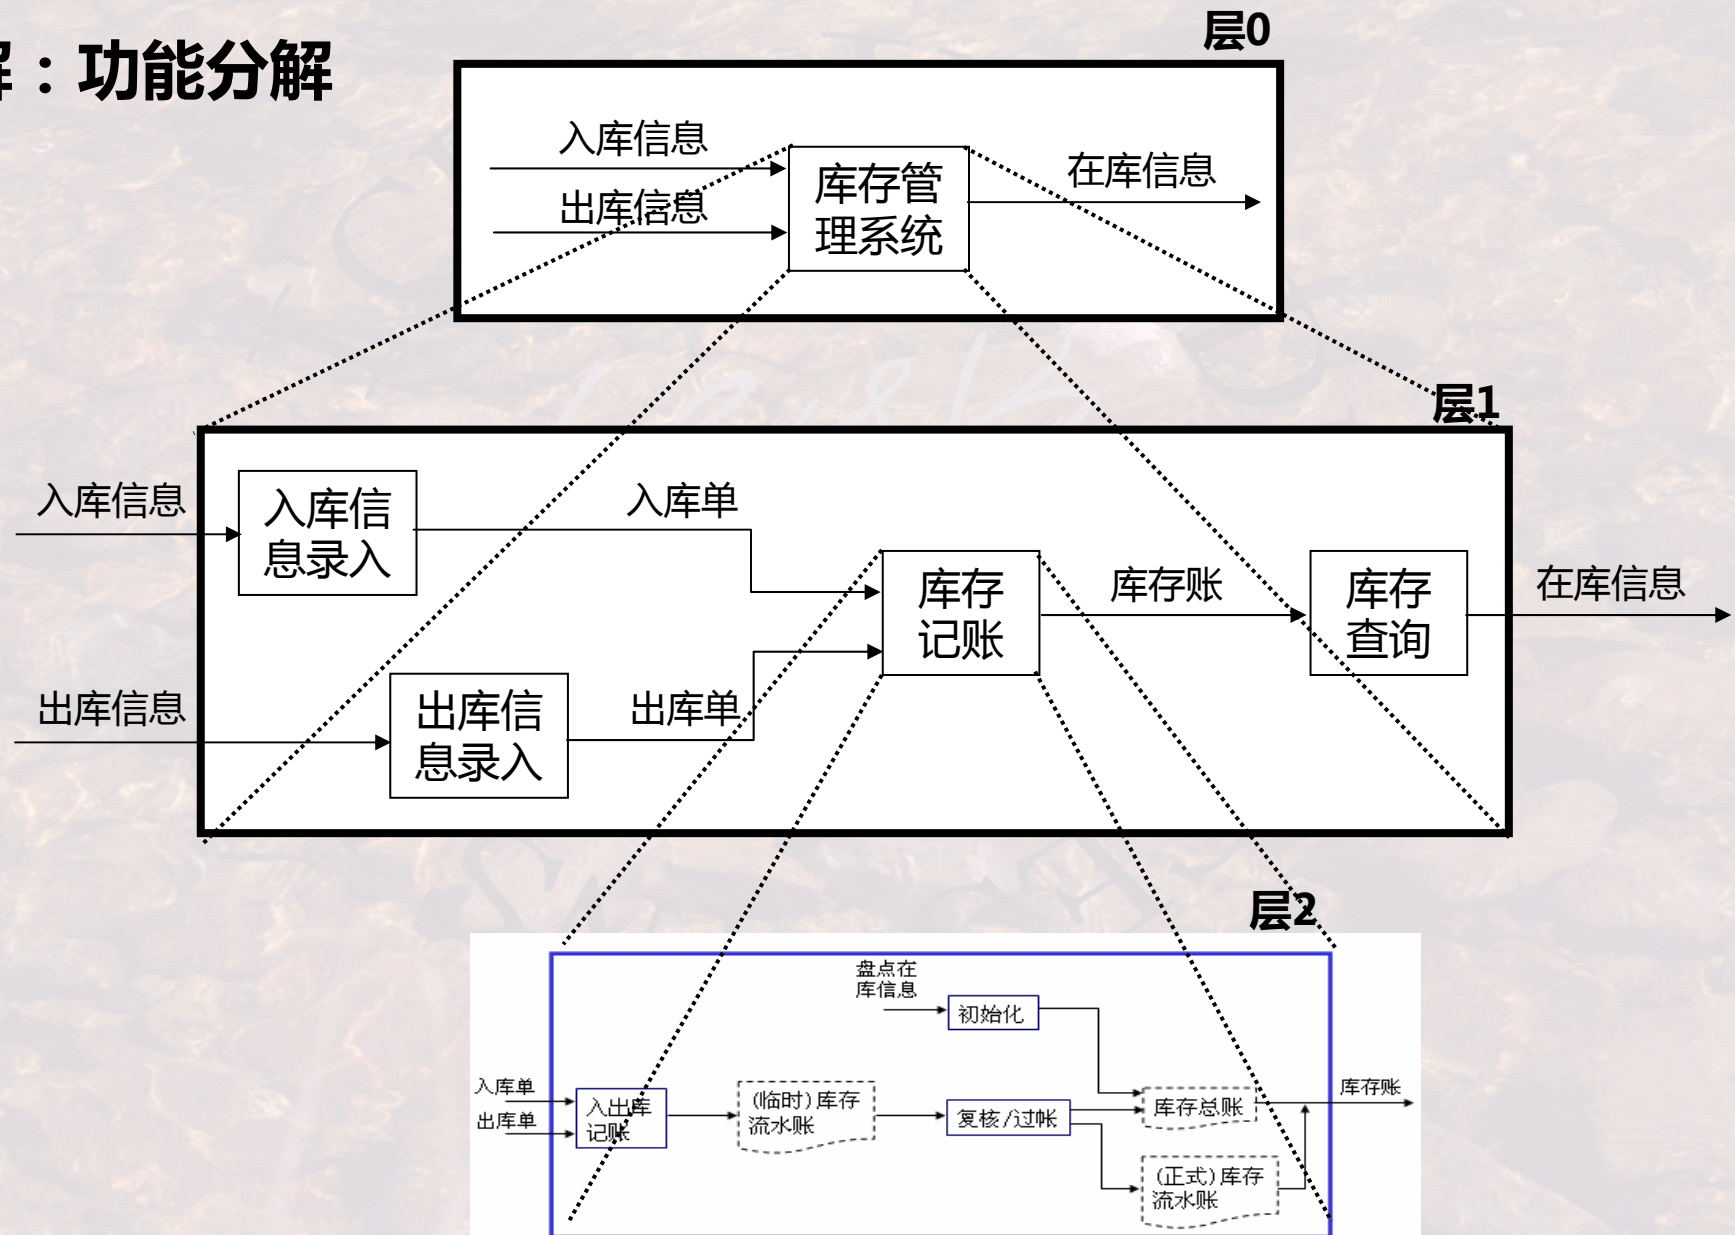 解：功能分解
层0
入库信息
出库信息
库存管
理系统
在库信息
层1
入库信息
入库信
息录入
入库单
库存
记账
库存账
库存
查询
在库信息
出库信息
出库信
息录入
出库单
层2
盘点在
库信息
初始化
入库单
出库单
入出库
记账
(临时)库存
流水账
复核/过帐
库存总账
库存账
(正式)库存
流水账